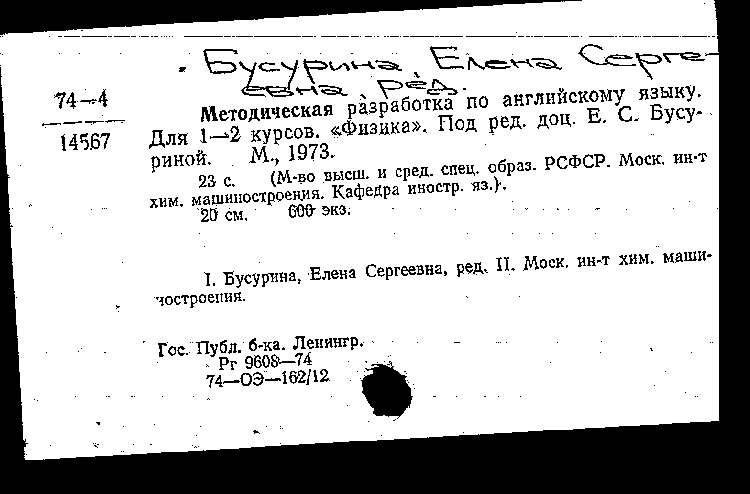 Бусурина, Елена Серге-
евна, ред.
74—4
14567
Методическая разработка по английскому языку.
Для 1—2 курсов. «Физика». Под ред. доц. Е. С. Бусу-
риной. М., 1973.
23 с. (М-во высш. и сред. спец. образ. РСФСР. Моск. ин-т
хим. машиностроения. Кафедра иностр. яз.).
20 см. 600 экз.
I. Бусурина, Елена Сергеевна, ред. II. Моск. ин-т хим. маши-
ностроения.
Гос. Публ. б-ка. Ленингр.
Рг 9608—74
74—ОЭ—162/12